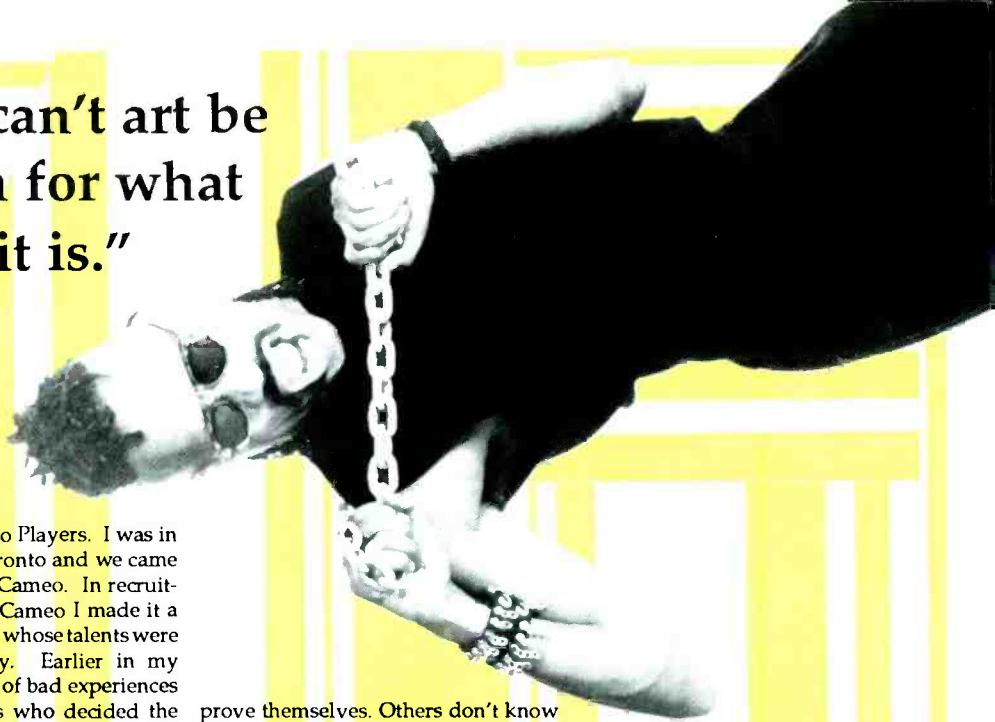 can't art be
for what
it is."
o Players. I was in
ronto and we came
Cameo. In recruit-
Cameo I made it a
whose talents were
y. Earlier in my
of bad experiences
s who decided the
prove themselves. Others don't know